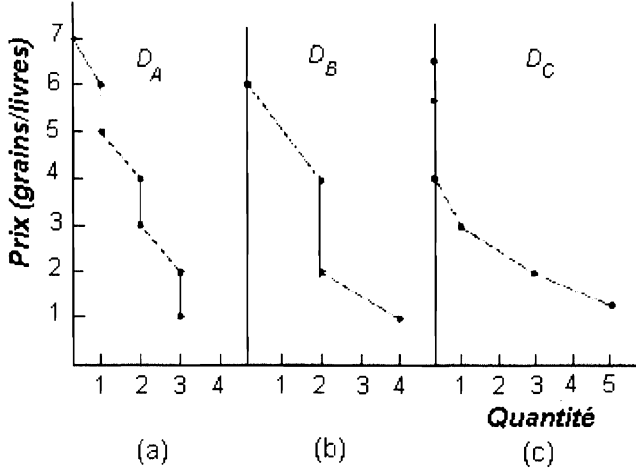 Prix (grains/livres)
7
6
5
4
3
2
1
D_A
D_B
D_C
1 2 3 4
1 2 3 4
1 2 3 4 5
Quantité
(a) (b) (c)